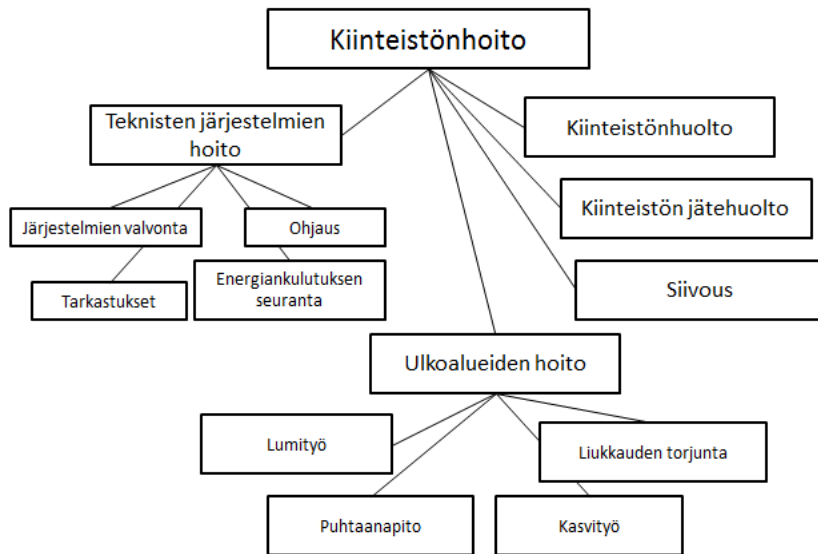 Kiinteistönhoito
Teknisten järjestelmien
hoito
Kiinteistönhuolto
Kiinteistön jätehuolto
Järjestelmien valvonta
Ohjaus
Tarkastukset
Energiankulutuksen
seuranta
Siivous
Ulkoalueiden hoito
Lumityö
Liukkauden torjunta
Puhtaanapito
Kasvityö